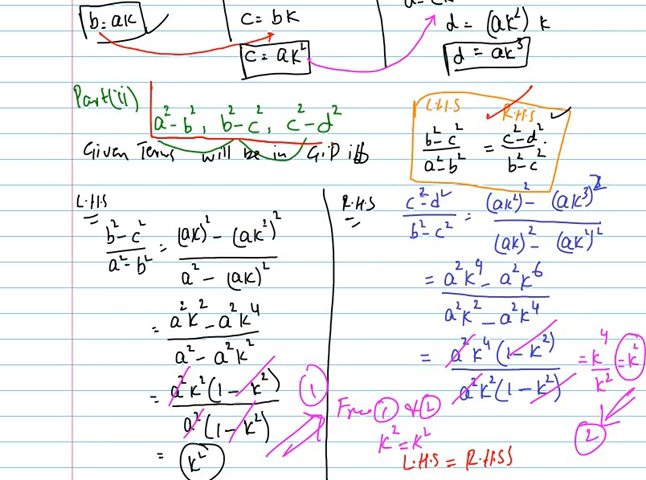 b = ak
c = bk
c = ak²
d = (ak²) k
d = ak³
Part(ii)
a²-b², b²-c², c²-d²
Given Terms will be in G.P iff
L.H.S R.H.S
(b²-c²)/(a²-b²) = (c²-d²)/(b²-c²)
L.H.S
(b²-c²)/(a²-b²) = ((ak)² - (ak²)²)/(a² - (ak)²)
= (a²k² - a²k⁴)/(a² - a²k²)
= (a²k²(1 - k²))/(a²(1 - k²))
= k²
1
R.H.S
(c²-d²)/(b²-c²) = ((ak²)² - (ak³)²)/((ak)² - (ak²)²)
= (a²k⁴ - a²k⁶)/(a²k² - a²k⁴)
= (a²k⁴(1 - k²))/(a²k²(1 - k²)) = k⁴/k² = k²
2
From 1 & 2
k² = k²
L.H.S = R.H.S